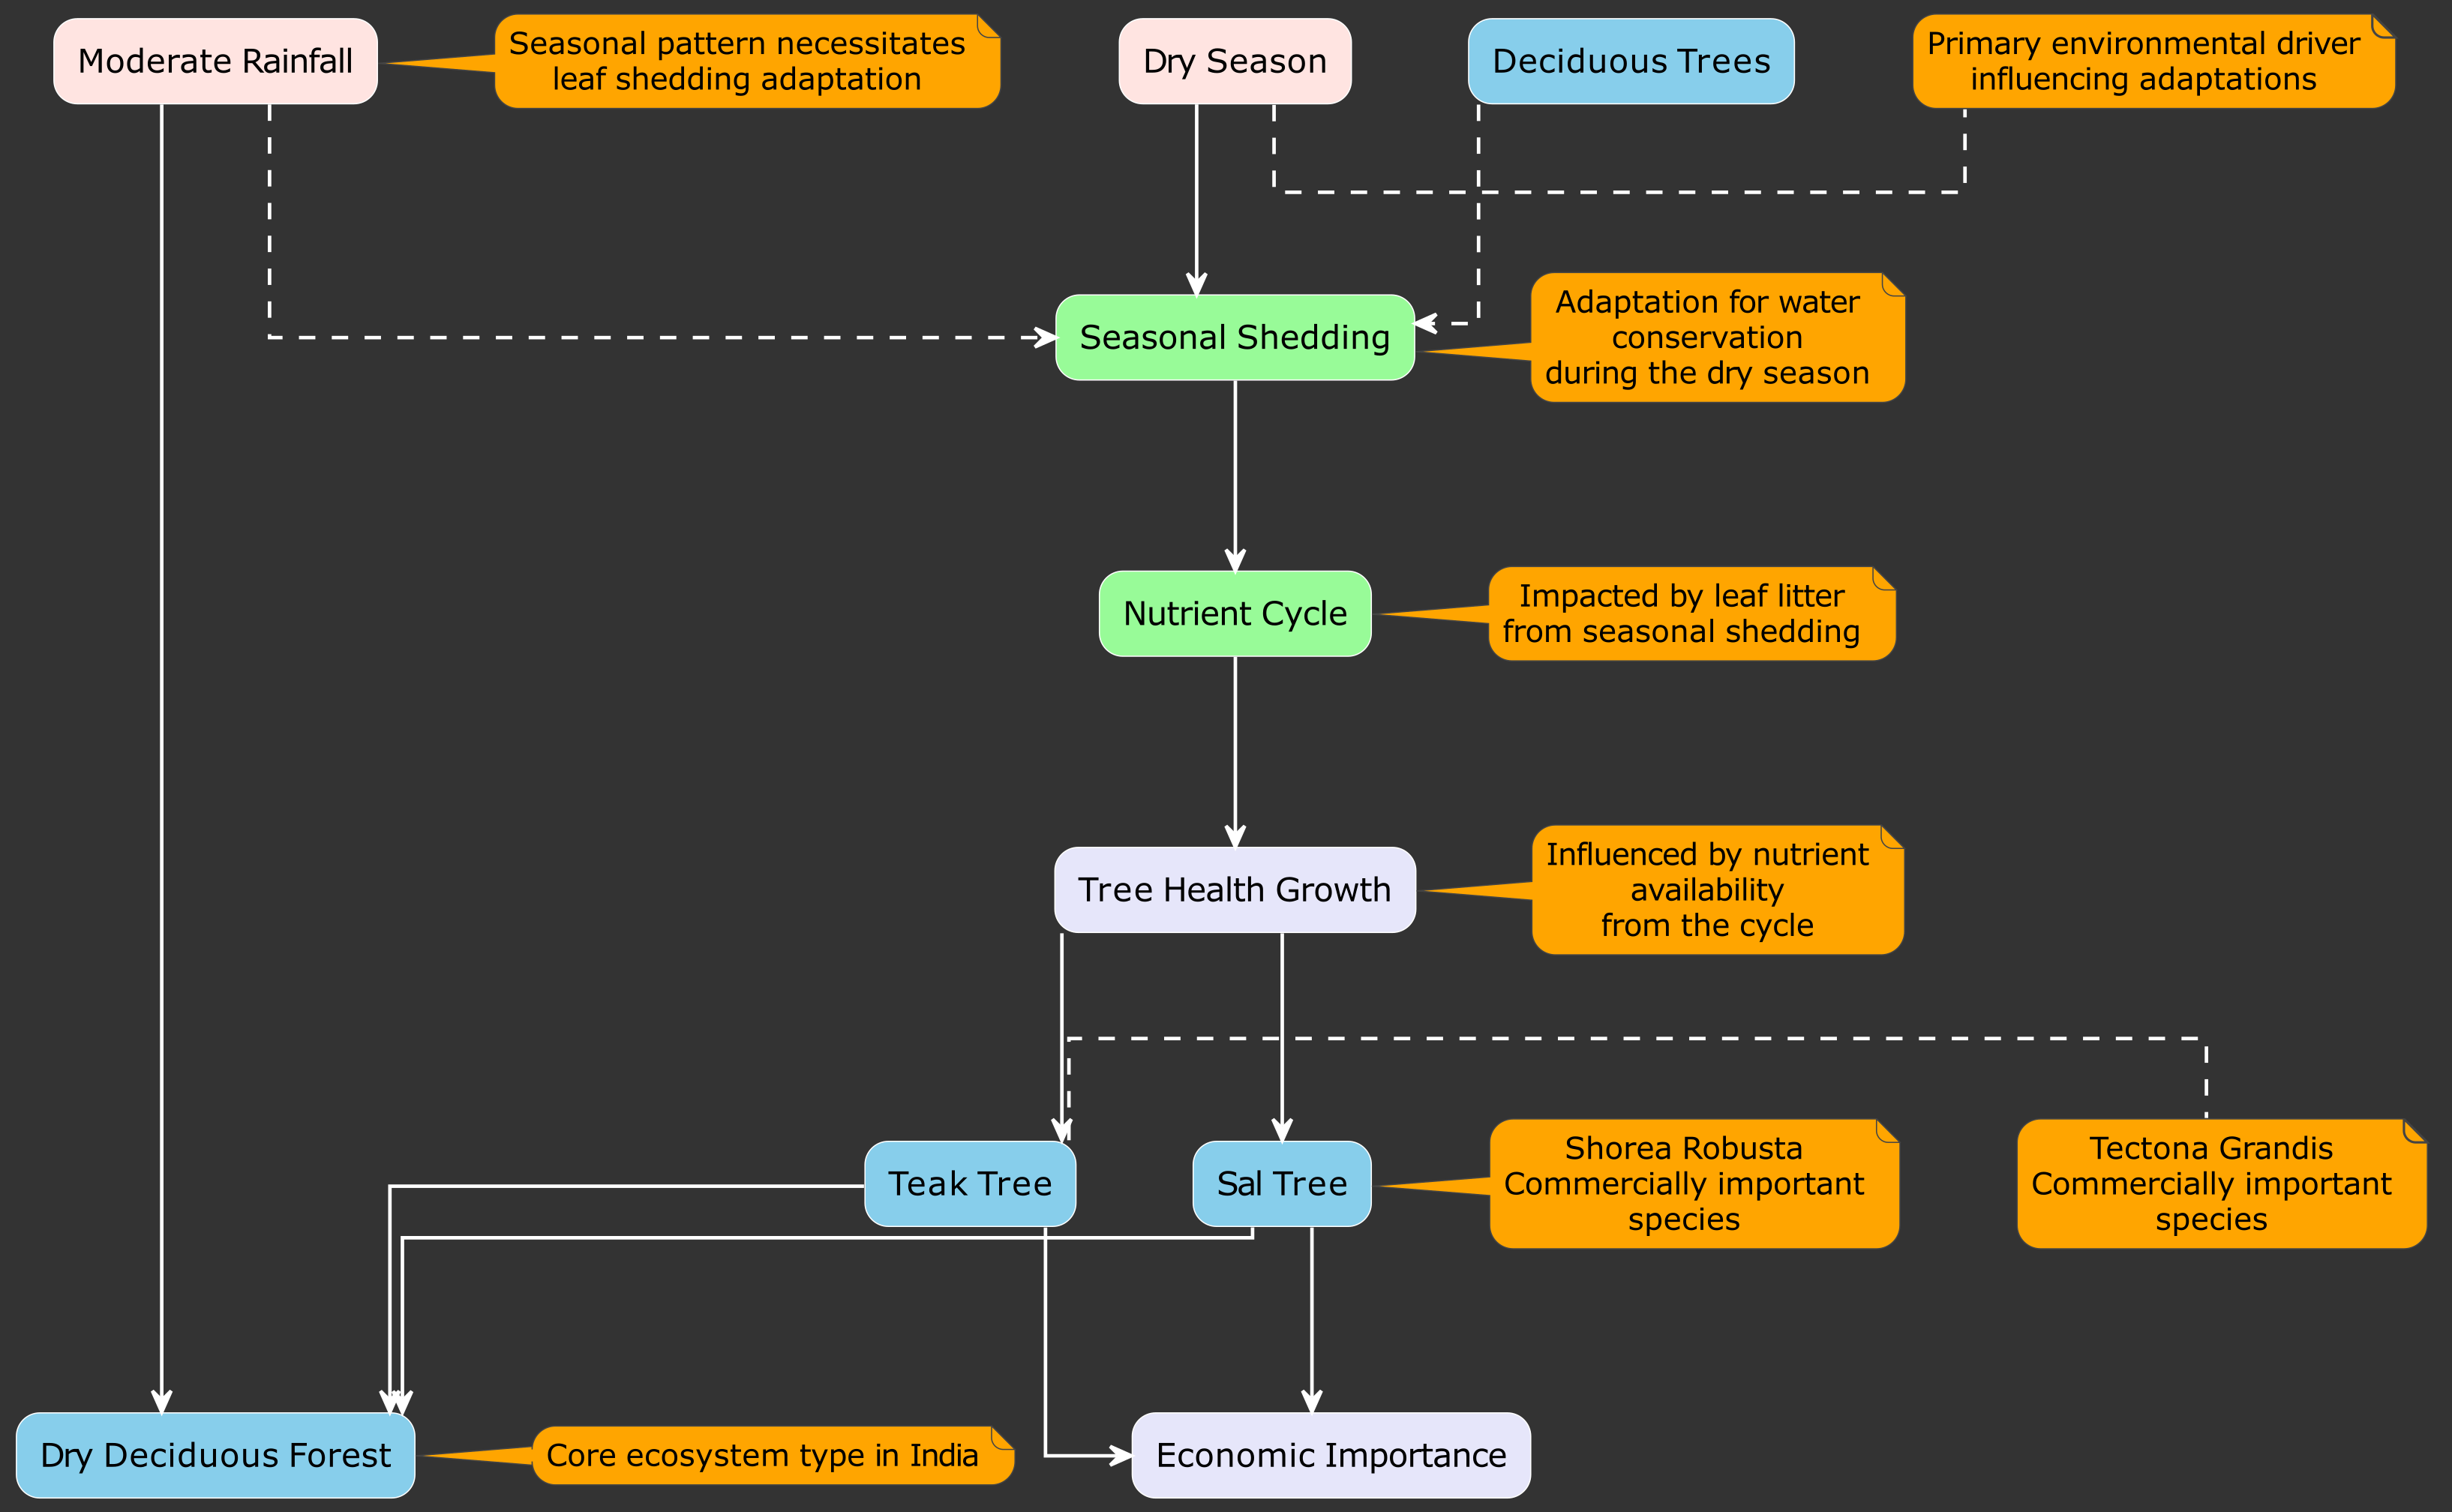 Moderate Rainfall
Seasonal pattern necessitates
leaf shedding adaptation
Dry Season
Deciduous Trees
Primary environmental driver
influencing adaptations
Seasonal Shedding
Adaptation for water
conservation
during the dry season
Nutrient Cycle
Impacted by leaf litter
from seasonal shedding
Tree Health Growth
Influenced by nutrient
availability
from the cycle
Teak Tree
Sal Tree
Shorea Robusta
Commercially important
species
Tectona Grandis
Commercially important
species
Dry Deciduous Forest
Core ecosystem type in India
Economic Importance